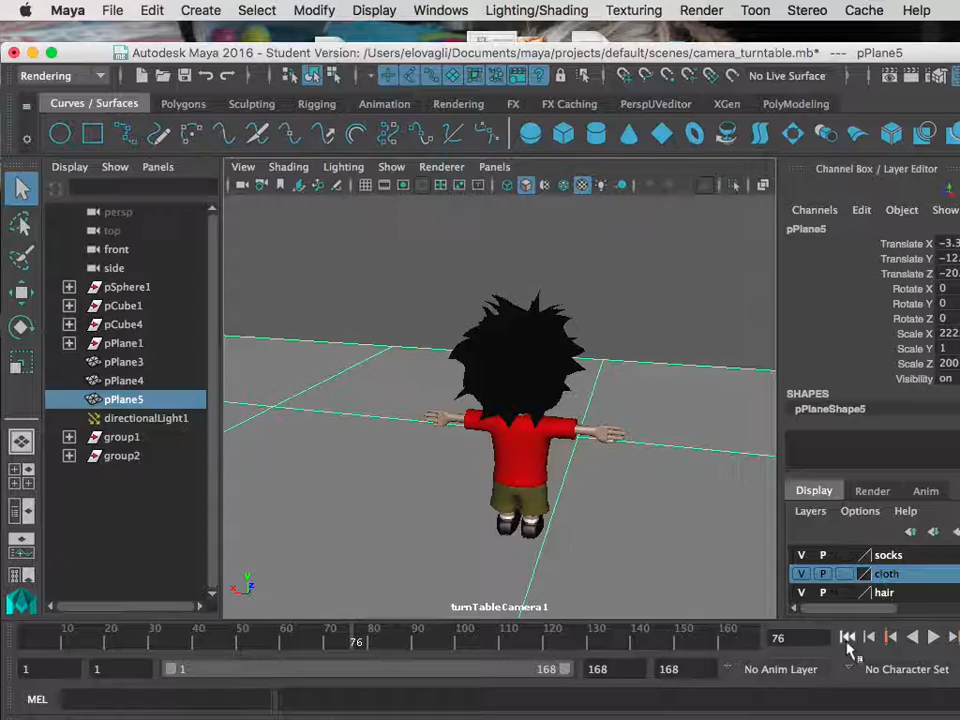 Maya File Edit Create Select Modify Display Windows Lighting/Shading Texturing Render Toon Stereo Cache Help
Autodesk Maya 2016 - Student Version: /Users/elovagli/Documents/maya/projects/default/scenes/camera_turntable.mb* --- pPlane5
Rendering No Live Surface
Curves / Surfaces Polygons Sculpting Rigging Animation Rendering FX FX Caching PerspUVeditor XGen PolyModeling
Display Show Panels View Shading Lighting Show Renderer Panels Channel Box / Layer Editor
persp
top
front
side
pSphere1
pCube1
pCube4
pPlane1
pPlane3
pPlane4
pPlane5
directionalLight1
group1
group2
y
x z
turnTableCamera1
Channels Edit Object Show
pPlane5
Translate X -3.3
Translate Y -12.
Translate Z -20.
Rotate X 0
Rotate Y 0
Rotate Z 0
Scale X 222.
Scale Y 1
Scale Z 200
Visibility on
SHAPES
pPlaneShape5
Display Render Anim
Layers Options Help
V P socks
V P cloth
V P hair
10 20 30 40 50 60 70 76 80 90 100 110 120 130 140 150 160 76
1 1 1 168 168 168 No Anim Layer No Character Set
MEL